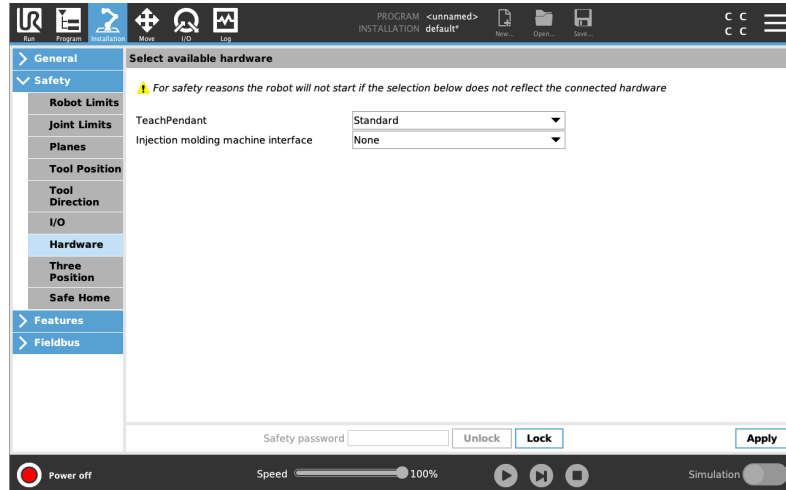 UR
Run
Program
Installation
Move
I/O
Log
PROGRAM <unnamed>
INSTALLATION default*
New...
Open...
Save...
C C
C C
General
Safety
Robot Limits
Joint Limits
Planes
Tool Position
Tool
Direction
I/O
Hardware
Three
Position
Safe Home
Features
Fieldbus
Select available hardware
For safety reasons the robot will not start if the selection below does not reflect the connected hardware
TeachPendant Standard
Injection molding machine interface None
Safety password Unlock Lock Apply
Power off Speed 100% Simulation